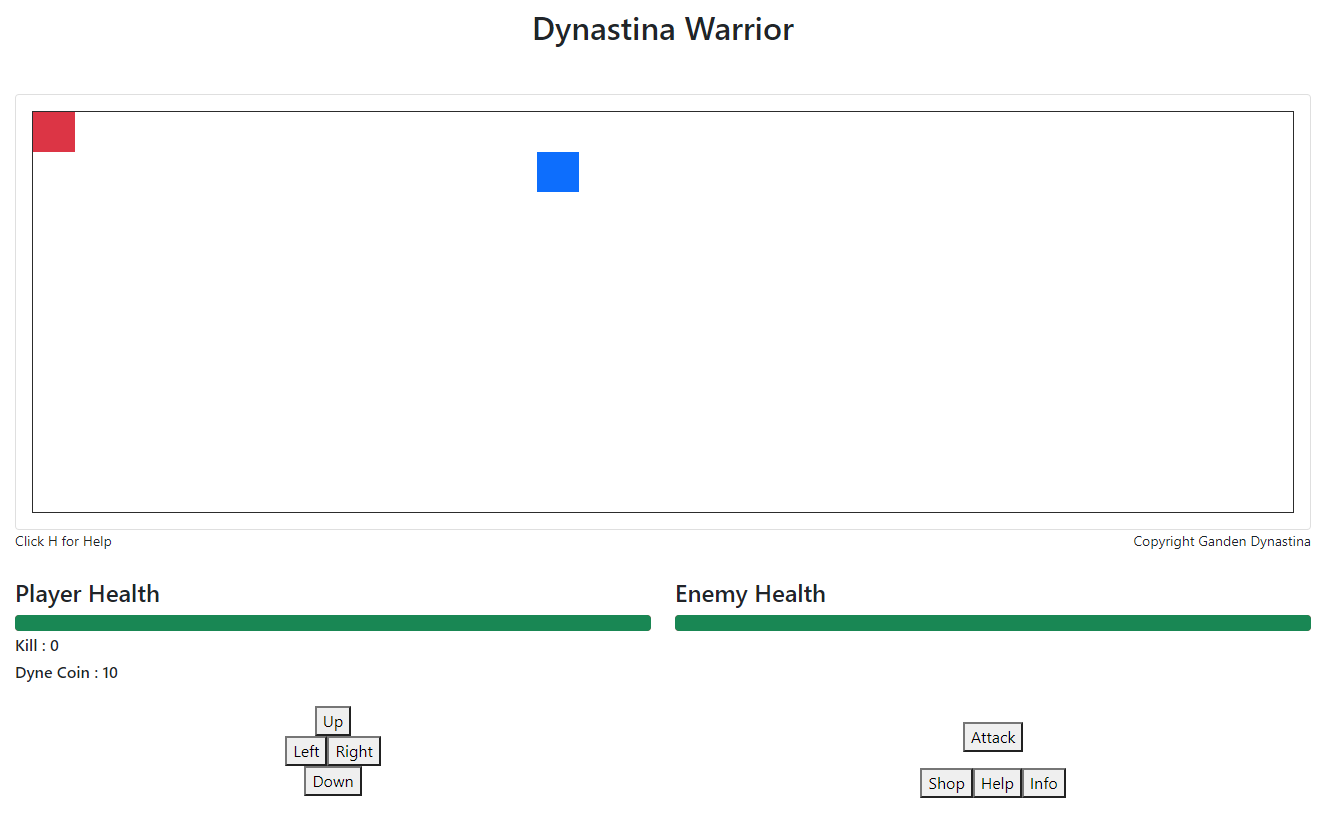 Dynastina Warrior
Click H for Help
Copyright Ganden Dynastina
Player Health
Enemy Health
Kill : 0
Dyne Coin : 10
Up
Left Right
Down
Attack
Shop Help Info